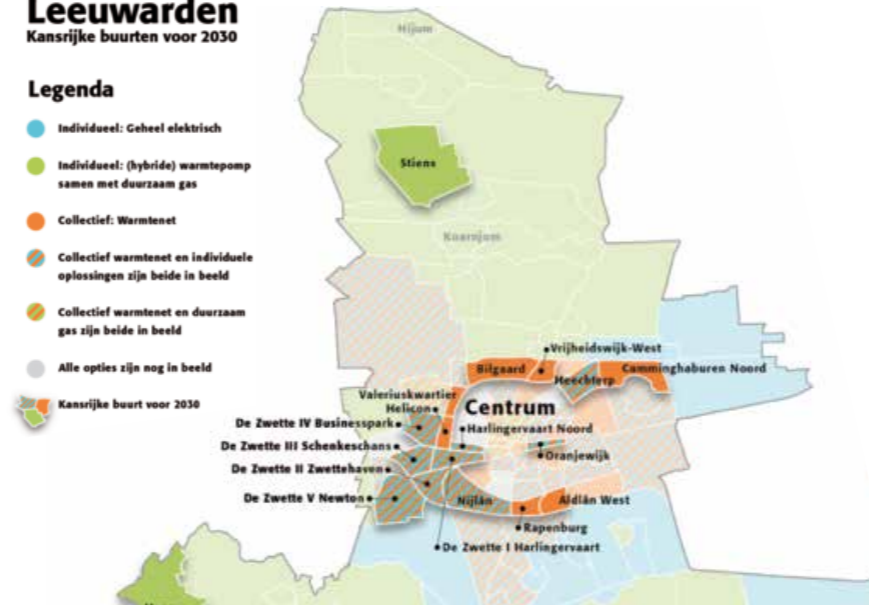 Leeuwarden
Kansrijke buurten voor 2030
Legenda
Individueel: Geheel elektrisch
Individueel: (hybride) warmtepomp
samen met duurzaam gas
Collectief: Warmtenet
Collectief warmtenet en individuele
oplossingen zijn beide in beeld
Collectief warmtenet en duurzaam
gas zijn beide in beeld
Alle opties zijn nog in beeld
Kansrijke buurt voor 2030
Hijum
Stiens
Koarnjum
Vrijheidswijk-West
Bilgaard
Heechterp
Camminghaburen Noord
Valeriuskwartier
Helicon
Centrum
De Zwette IV Businesspark
Harlingervaart Noord
De Zwette III Schenkeschans
Oranjewijk
De Zwette II Zwettehaven
De Zwette V Newton
Nijlân
Aldlân West
Rapenburg
De Zwette I Harlingervaart